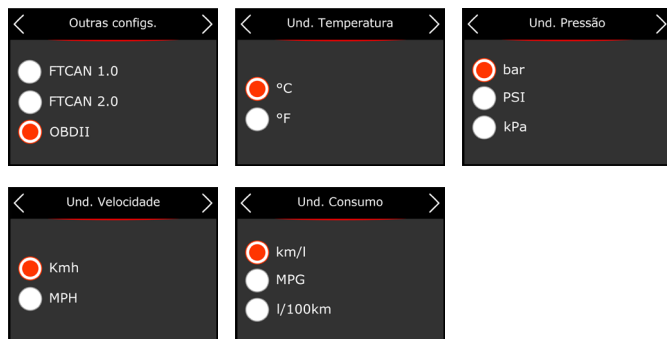 Outras configs.
FTCAN 1.0
FTCAN 2.0
OBDII
Und. Temperatura
°C
°F
Und. Pressão
bar
PSI
kPa
Und. Velocidade
Kmh
MPH
Und. Consumo
km/l
MPG
l/100km